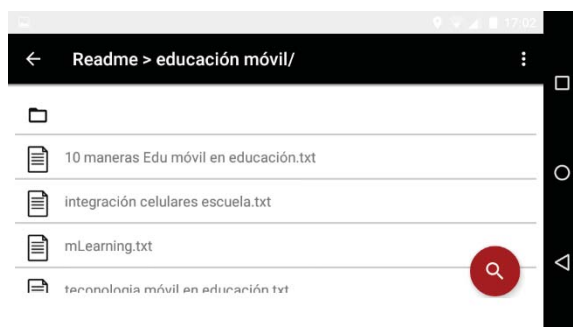 17:02
Readme > educación móvil/
10 maneras Edu móvil en educación.txt
integración celulares escuela.txt
mLearning.txt
teconologia móvil en educación.txt